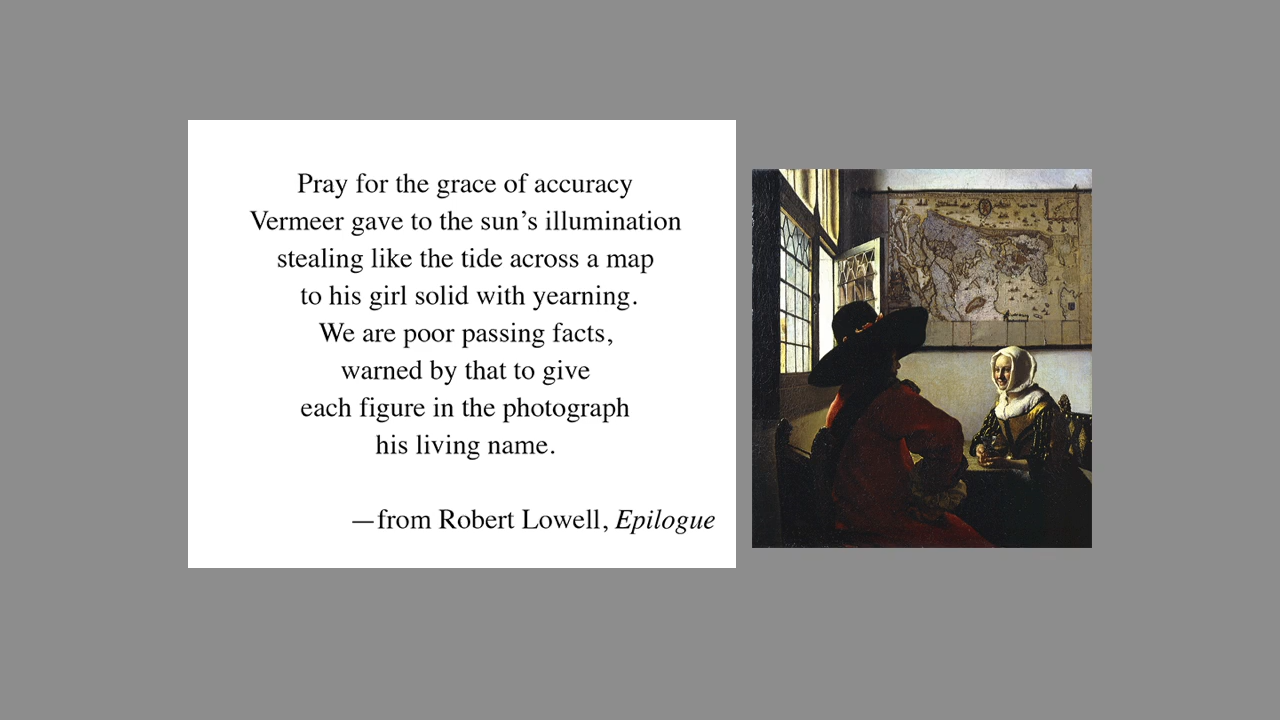 Pray for the grace of accuracy
Vermeer gave to the sun’s illumination
stealing like the tide across a map
to his girl solid with yearning.
We are poor passing facts,
warned by that to give
each figure in the photograph
his living name.
—from Robert Lowell, Epilogue